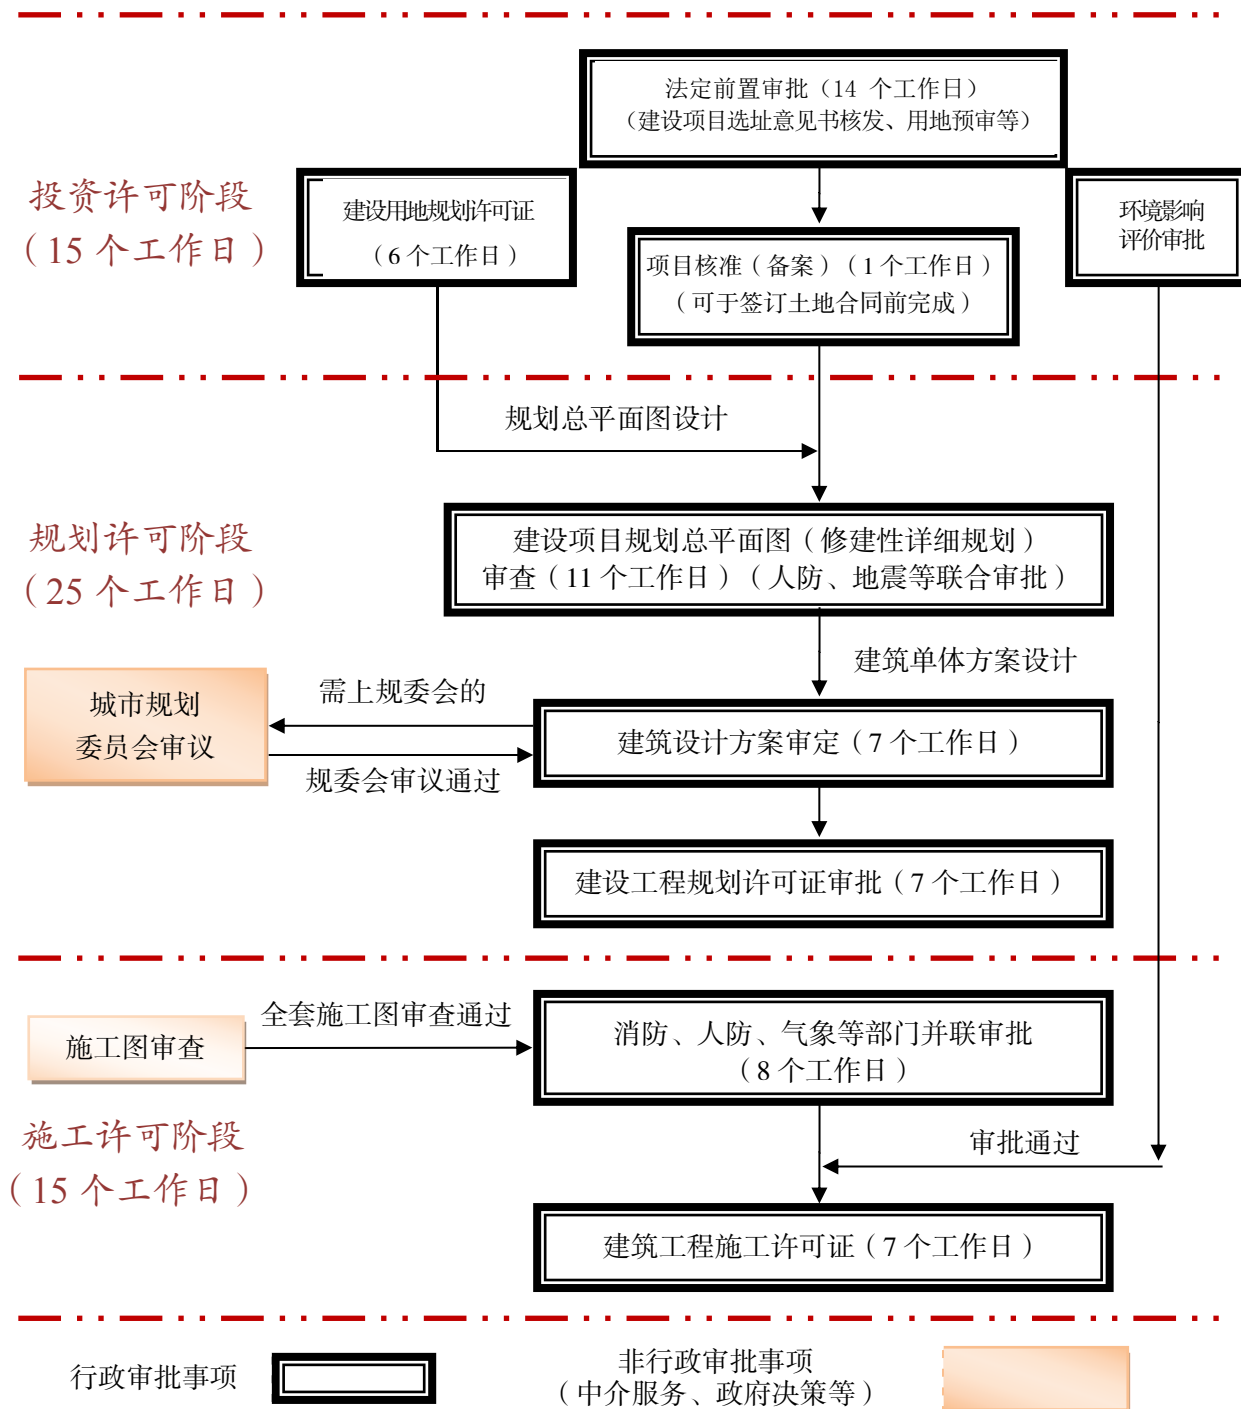 法定前置审批（14 个工作日）
（建设项目选址意见书核发、用地预审等）
投资许可阶段
（15 个工作日）
建设用地规划许可证
（6 个工作日）
项目核准（备案）（1 个工作日）
（可于签订土地合同前完成）
环境影响
评价审批
规划总平面图设计
规划许可阶段
（25 个工作日）
建设项目规划总平面图（修建性详细规划）
审查（11 个工作日）（人防、地震等联合审批）
建筑单体方案设计
城市规划
委员会审议
需上规委会的
规委会审议通过
建筑设计方案审定（7 个工作日）
建设工程规划许可证审批（7 个工作日）
施工图审查
全套施工图审查通过
消防、人防、气象等部门并联审批
（8 个工作日）
施工许可阶段
（15 个工作日）
审批通过
建筑工程施工许可证（7 个工作日）
行政审批事项
非行政审批事项
（中介服务、政府决策等）